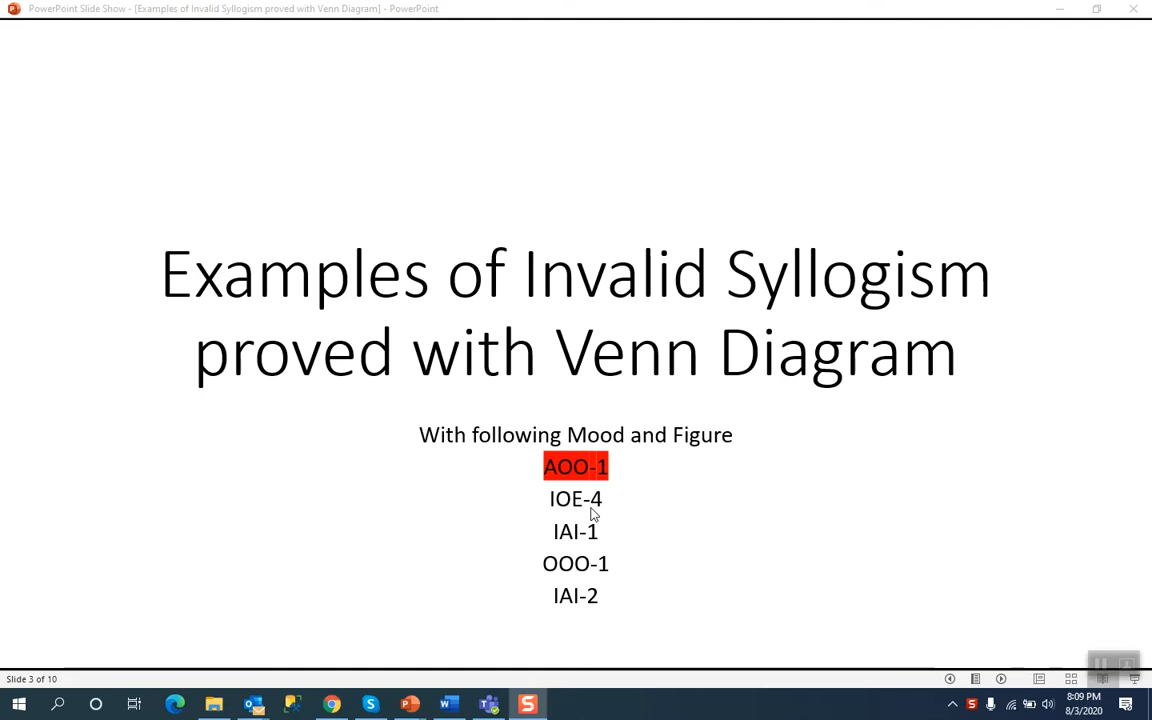 PowerPoint Slide Show - [Examples of Invalid Syllogism proved with Venn Diagram] - PowerPoint
Examples of Invalid Syllogism
proved with Venn Diagram
With following Mood and Figure
AOO-1
IOE-4
IAI-1
OOO-1
IAI-2
Slide 3 of 10
8:09 PM
8/3/2020